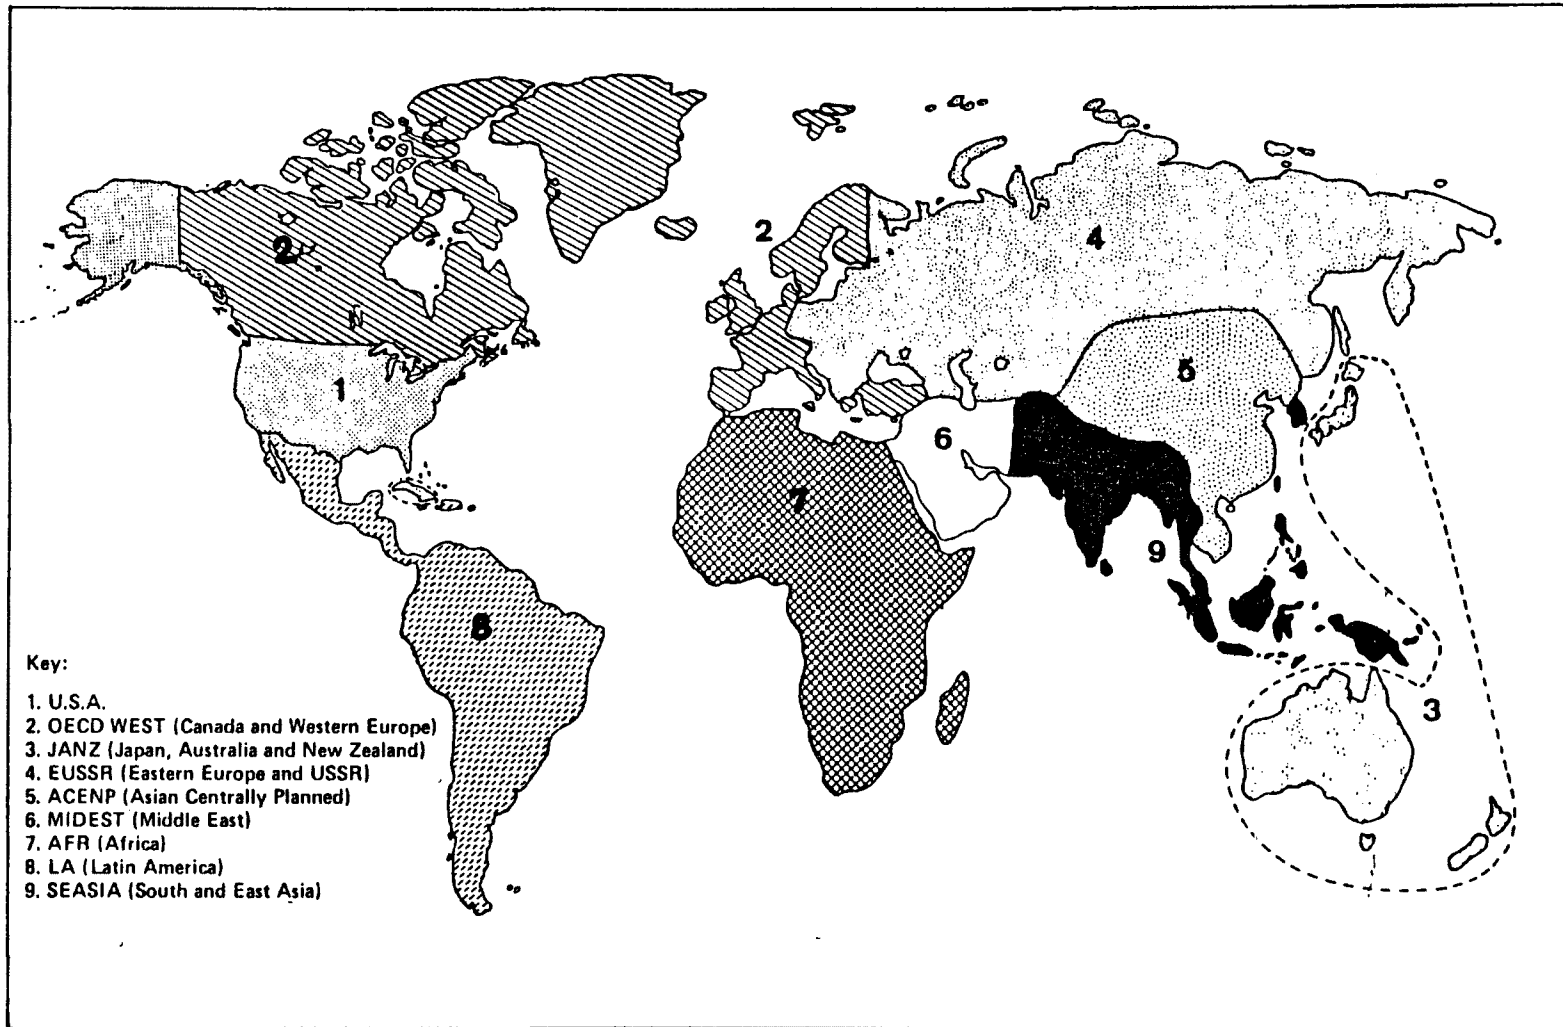 2
2
4
5
1
6
7
9
8
3
Key:
1. U.S.A.
2. OECD WEST (Canada and Western Europe)
3. JANZ (Japan, Australia and New Zealand)
4. EUSSR (Eastern Europe and USSR)
5. ACENP (Asian Centrally Planned)
6. MIDEST (Middle East)
7. AFR (Africa)
8. LA (Latin America)
9. SEASIA (South and East Asia)